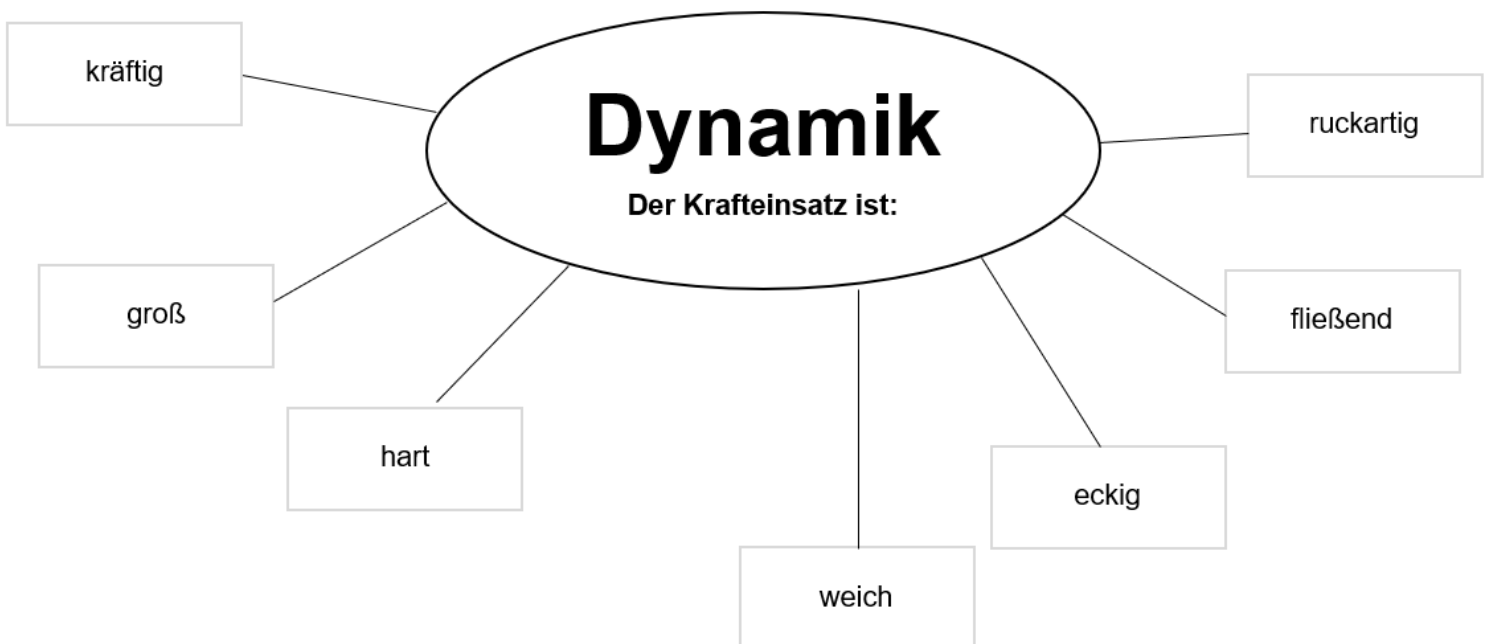 Dynamik
Der Krafteinsatz ist:
kräftig
ruckartig
groß
fließend
hart
eckig
weich